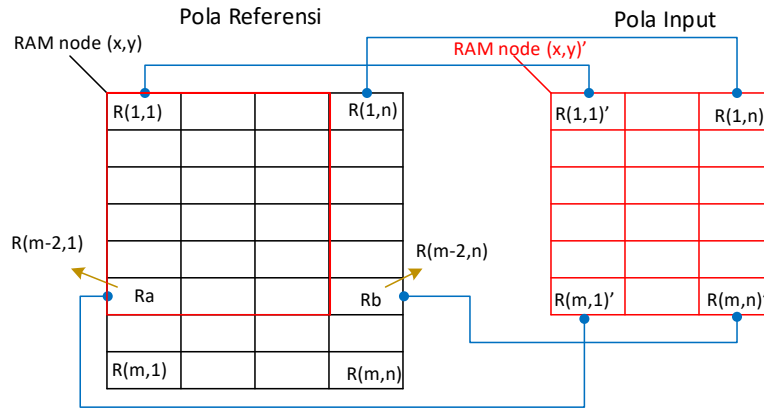 Pola Referensi
Pola Input
RAM node (x,y)
RAM node (x,y)’
R(1,1)
R(1,n)
R(1,1)’
R(1,n)
R(m-2,1)
R(m-2,n)
Ra
Rb
R(m,1)’
R(m,n)’
R(m,1)
R(m,n)